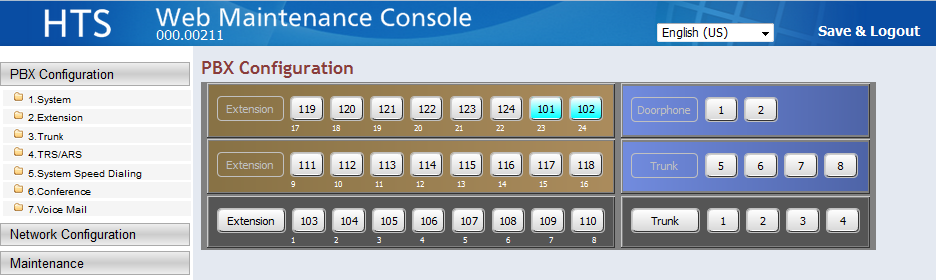 HTS Web Maintenance Console
000.00211
English (US) Save & Logout
PBX Configuration
1.System
2.Extension
3.Trunk
4.TRS/ARS
5.System Speed Dialing
6.Conference
7.Voice Mail
Network Configuration
Maintenance
PBX Configuration
Extension 119 120 121 122 123 124 101 102
17 18 19 20 21 22 23 24
Doorphone 1 2
Extension 111 112 113 114 115 116 117 118
9 10 11 12 13 14 15 16
Trunk 5 6 7 8
Extension 103 104 105 106 107 108 109 110
1 2 3 4 5 6 7 8
Trunk 1 2 3 4